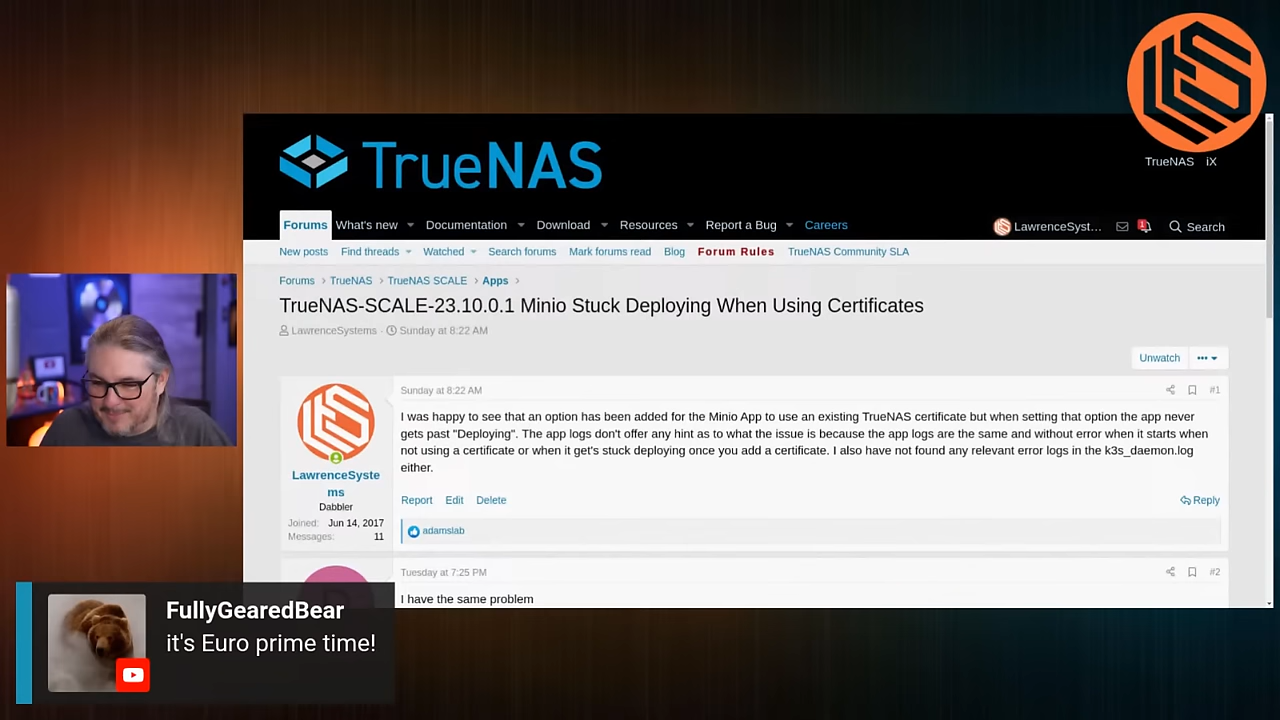 TrueNAS
TrueNAS iX
Forums What's new Documentation Download Resources Report a Bug Careers LawrenceSyst... 1 Search
New posts Find threads Watched Search forums Mark forums read Blog Forum Rules TrueNAS Community SLA
Forums > TrueNAS > TrueNAS SCALE > Apps >
TrueNAS-SCALE-23.10.0.1 Minio Stuck Deploying When Using Certificates
LawrenceSystems - Sunday at 8:22 AM
Unwatch •••
Sunday at 8:22 AM #1
I was happy to see that an option has been added for the Minio App to use an existing TrueNAS certificate but when setting that option the app never
gets past "Deploying". The app logs don't offer any hint as to what the issue is because the app logs are the same and without error when it starts when
not using a certificate or when it get's stuck deploying once you add a certificate. I also have not found any relevant error logs in the k3s_daemon.log
either.
LawrenceSyste
ms
Dabbler
Joined: Jun 14, 2017
Messages: 11
Report Edit Delete Reply
adamslab
Tuesday at 7:25 PM #2
I have the same problem
FullyGearedBear
it's Euro prime time!